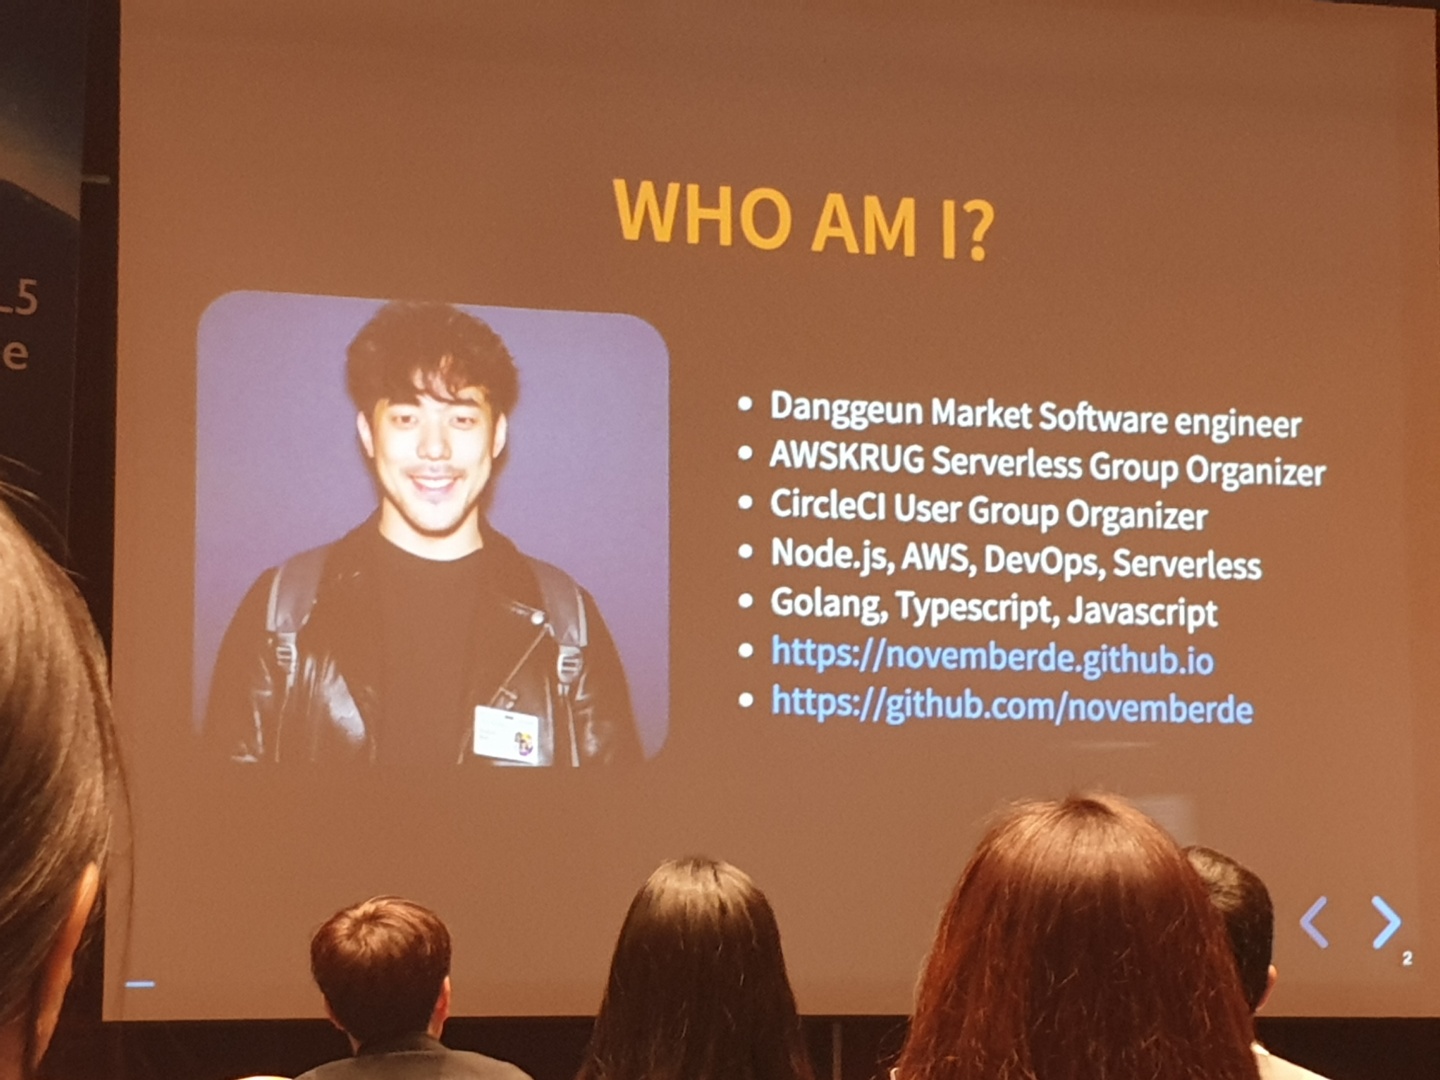 L5
e
WHO AM I?
Danggeun Market Software engineer
AWSKRUG Serverless Group Organizer
CircleCI User Group Organizer
Node.js, AWS, DevOps, Serverless
Golang, Typescript, Javascript
https://novemberde.github.io
https://github.com/novemberde
2